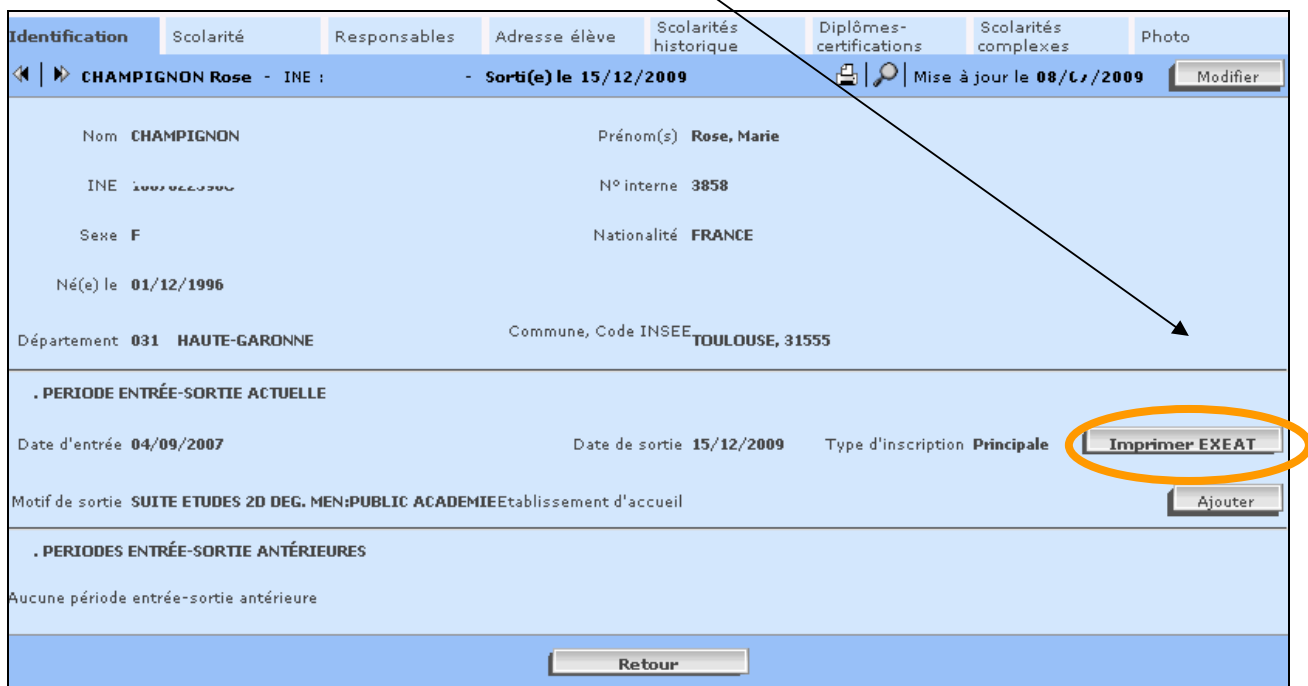 Identification Scolarité Responsables Adresse élève Scolarités historique Diplômes-certifications Scolarités complexes Photo
CHAMPIGNON Rose - INE : - Sorti(e) le 15/12/2009 Mise à jour le /2009 Modifier
Nom CHAMPIGNON Prénom(s) Rose, Marie
INE N° interne 3858
Sexe F Nationalité FRANCE
Né(e) le 01/12/1996
Département 031 HAUTE-GARONNE Commune, Code INSEE TOULOUSE, 31555
. PERIODE ENTRÉE-SORTIE ACTUELLE
Date d'entrée 04/09/2007 Date de sortie 15/12/2009 Type d'inscription Principale Imprimer EXEAT
Motif de sortie SUITE ETUDES 2D DEG. MEN:PUBLIC ACADEMIE Etablissement d'accueil Ajouter
. PERIODES ENTRÉE-SORTIE ANTÉRIEURES
Aucune période entrée-sortie antérieure
Retour